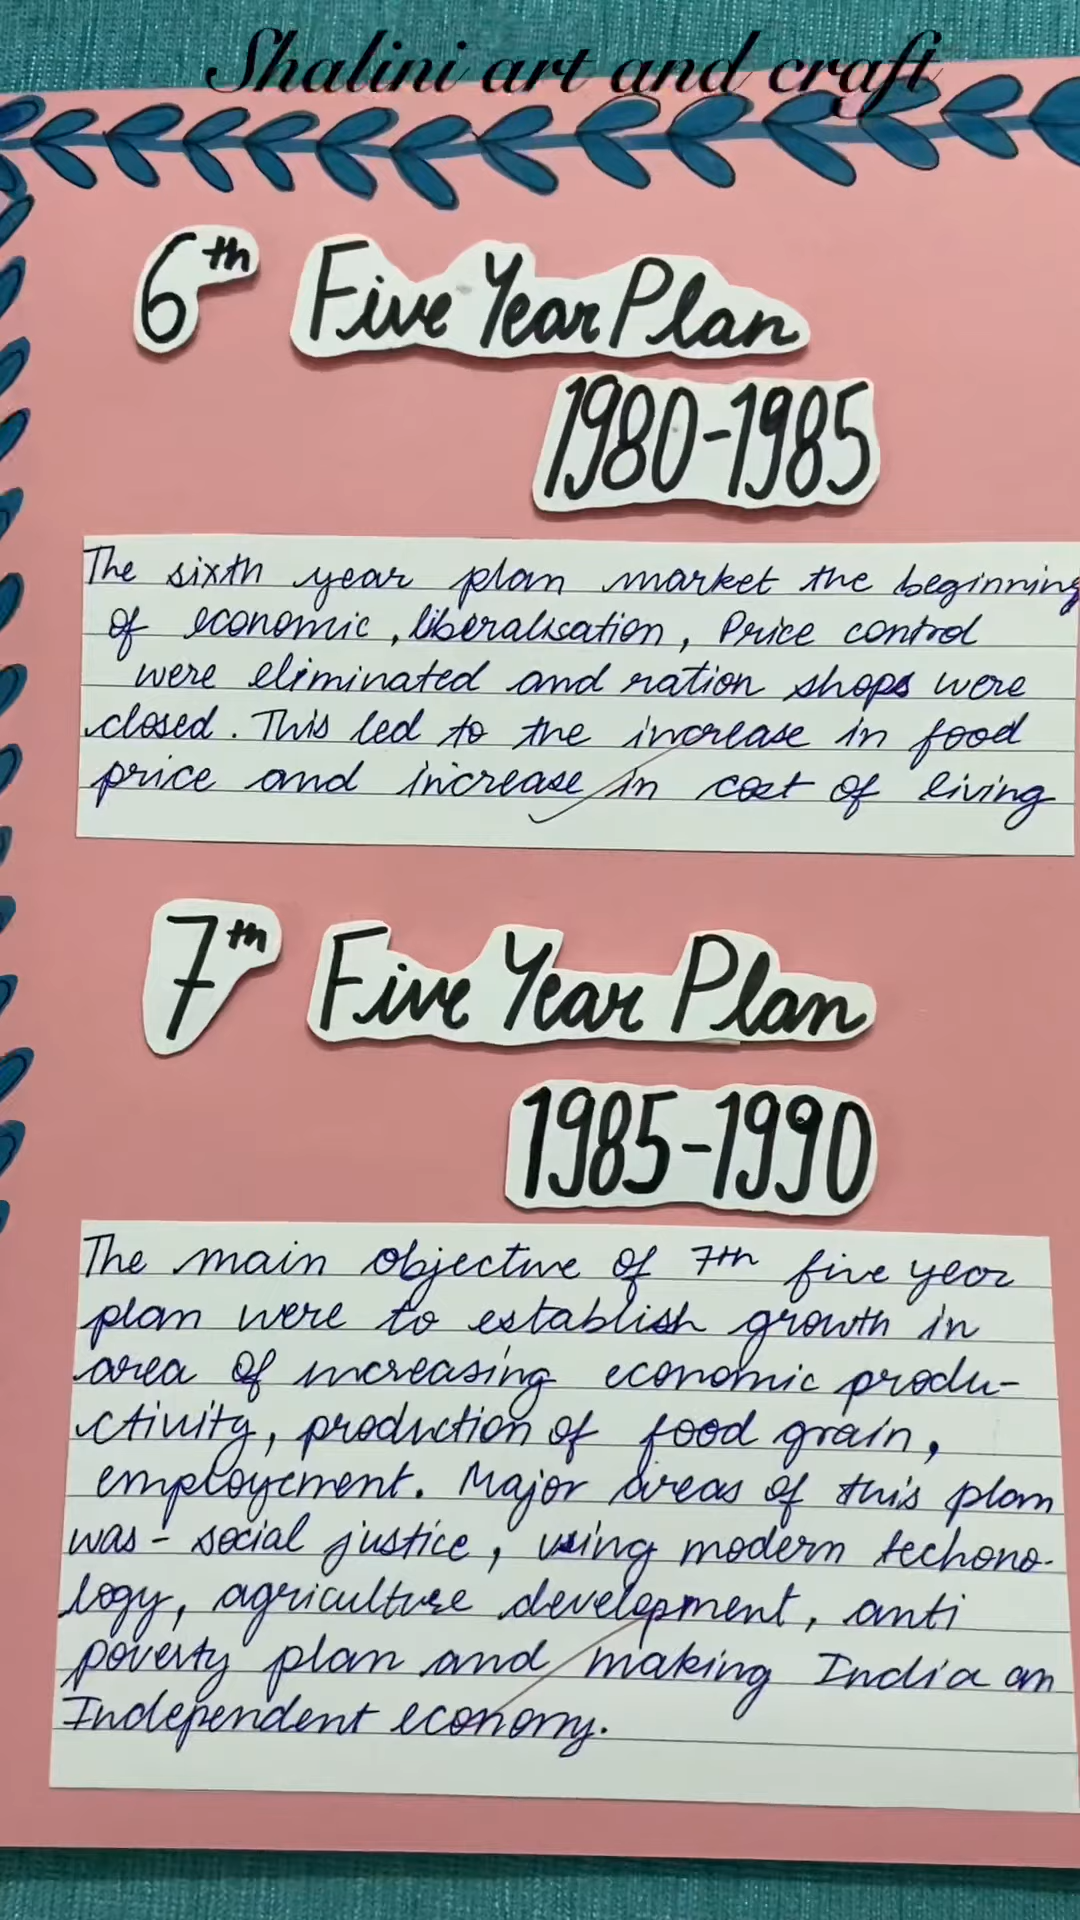 Shalini art and craft
6th Five Year Plan
1980-1985
The sixth year plan market the beginning
of economic, liberalisation, Price control
were eliminated and ration shops were
closed. This led to the increase in food
price and increase in cost of living
7th Five Year Plan
1985-1990
The main objective of 7th five year
plan were to establish growth in
area of increasing economic produ-
ctivity, production of food grain,
employement. Major areas of this plan
was - social justice, using modern techono-
logy, agriculture development, anti
poverty plan and making India an
Independent economy.